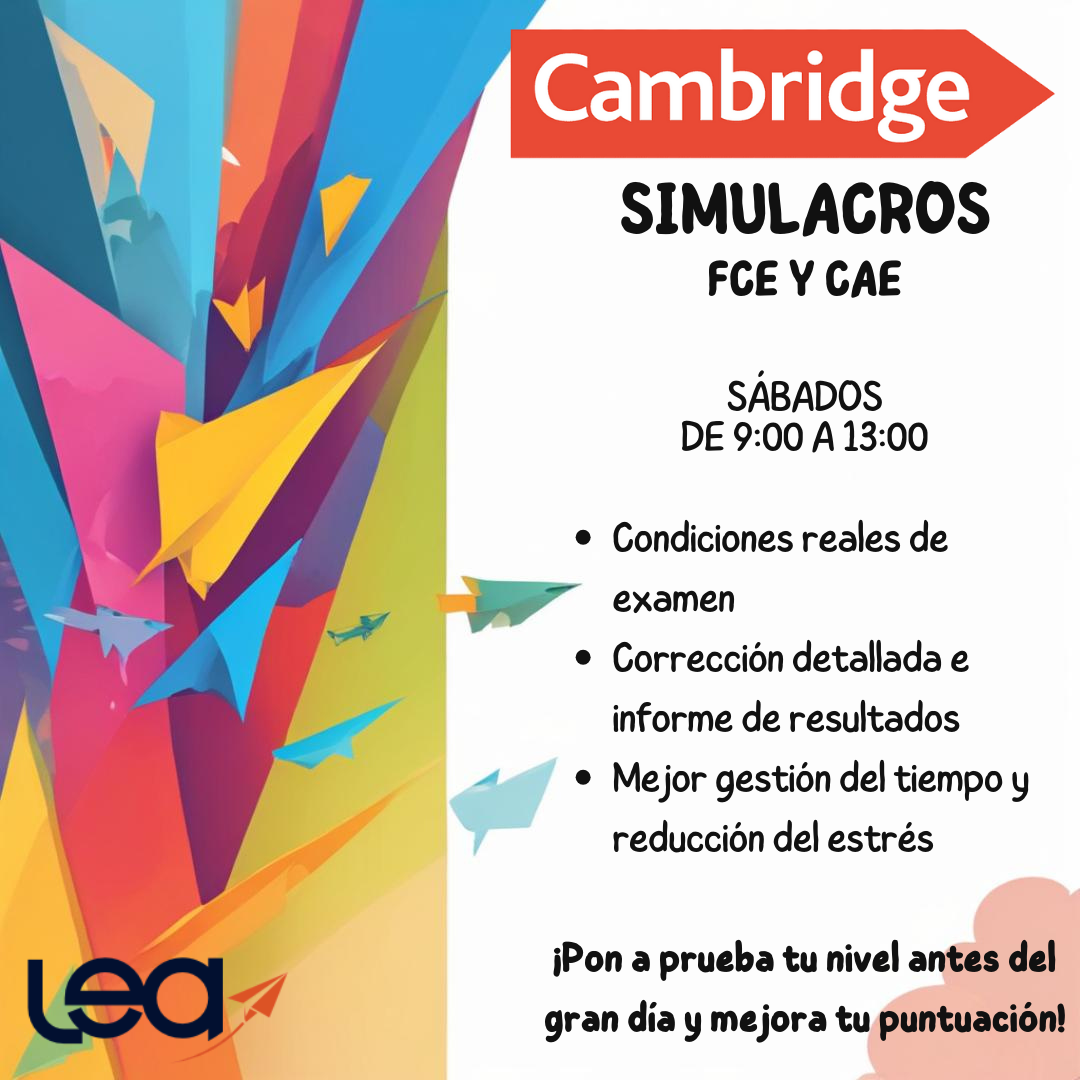 Cambridge
SIMULACROS
FCE Y CAE
SÁBADOS
DE 9:00 A 13:00
• Condiciones reales de
examen
• Corrección detallada e
informe de resultados
• Mejor gestión del tiempo y
reducción del estrés
¡Pon a prueba tu nivel antes del
gran día y mejora tu puntuación!
lea